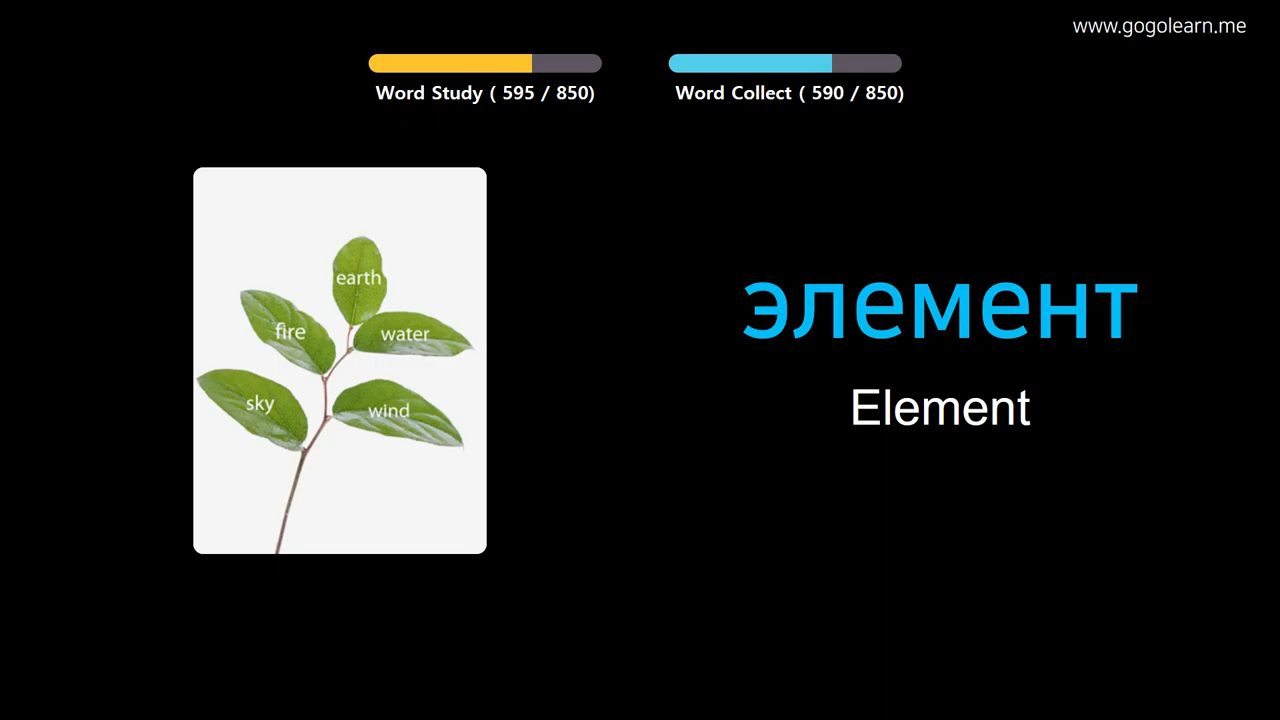 www.gogolearn.me
Word Study ( 595 / 850)
Word Collect ( 590 / 850)
earth
fire
water
sky
wind
элемент
Element